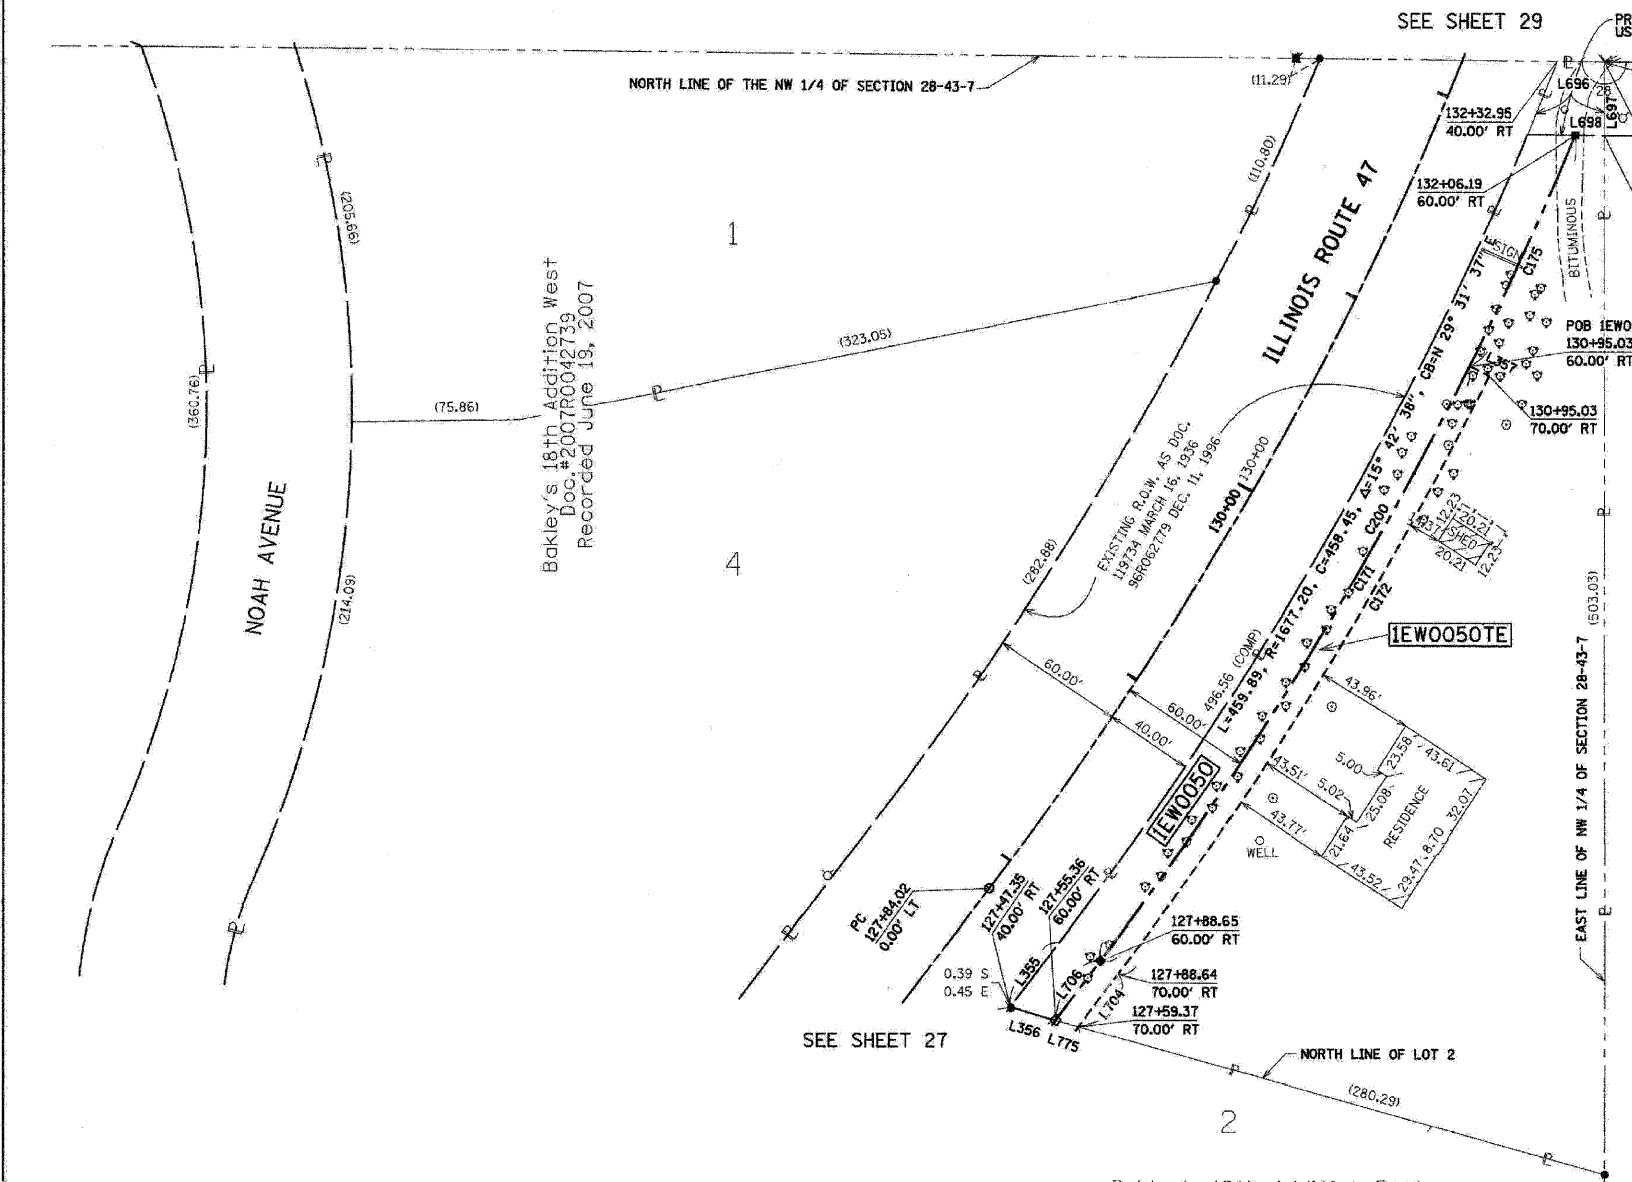 SEE SHEET 29
PR
US
NORTH LINE OF THE NW 1/4 OF SECTION 28-43-7
(11.29)
L696
28
L697
L698
132+32.95
40.00' RT
132+06.19
60.00' RT
(110.80)
ILLINOIS ROUTE 47
BITUMINOUS
SIGN
C175
(205.66)
1
POB 1EW0
130+95.03
60.00' RT
L357
130+95.03
70.00' RT
(323.05)
(75.86)
(360.76)
Bakley's 18th Addition West
Doc.#2007R0042739
Recorded June 19, 2007
NOAH AVENUE
(214.09)
4
EXISTING R.O.W. AS DOC.
119734 MARCH 16, 1936
96R062779 DEC. 11, 1996
(282.88)
130+00
130+00
L=459.89, R=1677.20, C=458.45, Δ=15° 42' 38", CB=N 29° 31' 37" E
496.56 (COMP)
C200
C171
C172
12.23
20.21
SHED
20.21
12.23
1EW0050TE
(503.03)
EAST LINE OF NW 1/4 OF SECTION 28-43-7
60.00'
60.00'
40.00'
43.96'
43.51'
43.77'
5.00
5.02
23.58
43.61
25.08
21.64
RESIDENCE
32.07
8.70
29.47
43.52
WELL
1EW0050
PC
127+84.02
0.00' LT
127+47.35
40.00' RT
127+55.36
60.00' RT
127+88.65
60.00' RT
127+88.64
70.00' RT
127+59.37
70.00' RT
0.39 S
0.45 E
L355
L706
L704
L356
L775
SEE SHEET 27
NORTH LINE OF LOT 2
(280.29)
2